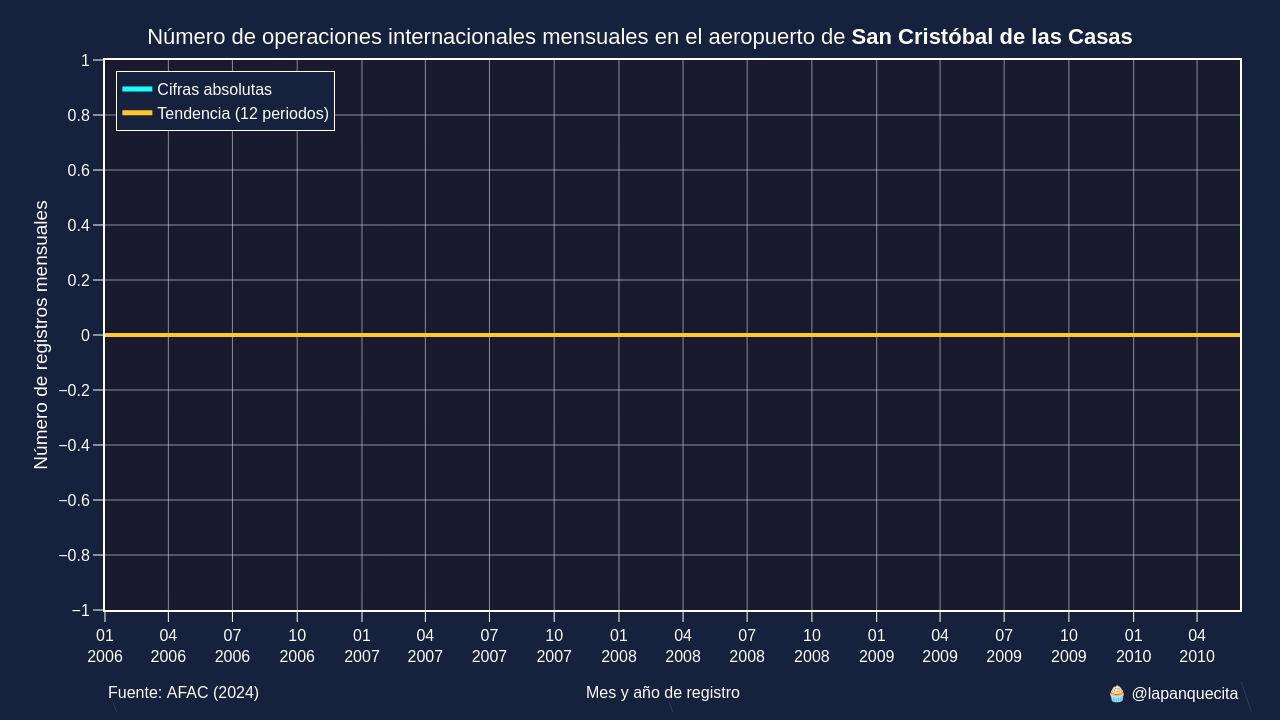 Número de operaciones internacionales mensuales en el aeropuerto de San Cristóbal de las Casas
Cifras absolutas
Tendencia (12 periodos)
Número de registros mensuales
1
0.8
0.6
0.4
0.2
0
−0.2
−0.4
−0.6
−0.8
−1
01 04 07 10 01 04 07 10 01 04 07 10 01 04 07 10 01 04
2006 2006 2006 2006 2007 2007 2007 2007 2008 2008 2008 2008 2009 2009 2009 2009 2010 2010
Fuente: AFAC (2024)
Mes y año de registro
🧁 @lapanquecita